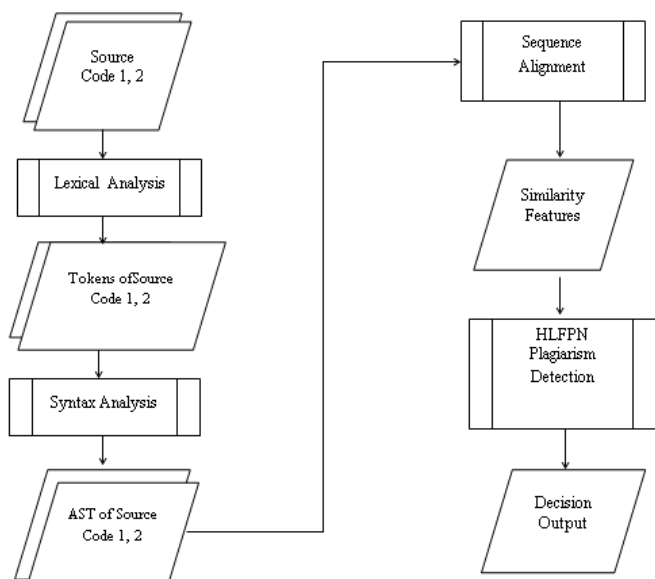 Source
Code 1, 2
Lexical Analysis
Tokens ofSource
Code 1, 2
Syntax Analysis
AST of Source
Code 1, 2
Sequence
Alignment
Similarity
Features
HLFPN
Plagiarism
Detection
Decision
Output